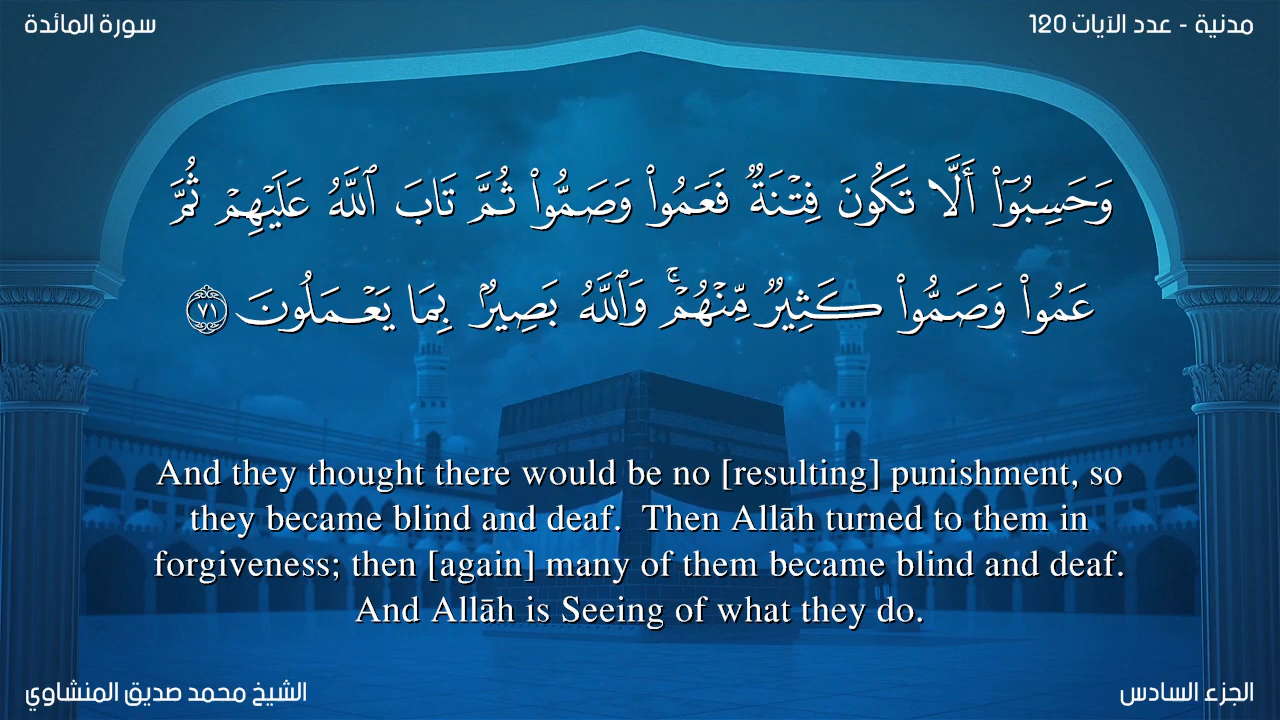 مدنية - عدد الآيات 120
سورة المائدة
وَحَسِبُوٓا۟ أَلَّا تَكُونَ فِتْنَةٌ فَعَمُوا۟ وَصَمُّوا۟ ثُمَّ تَابَ ٱللَّهُ عَلَيْهِمْ ثُمَّ
عَمُوا۟ وَصَمُّوا۟ كَثِيرٌ مِّنْهُمْ ۚ وَٱللَّهُ بَصِيرٌۢ بِمَا يَعْمَلُونَ ٧١
And they thought there would be no [resulting] punishment, so
they became blind and deaf.  Then Allāh turned to them in
forgiveness; then [again] many of them became blind and deaf.
And Allāh is Seeing of what they do.
الجزء السادس
الشيخ محمد صديق المنشاوي